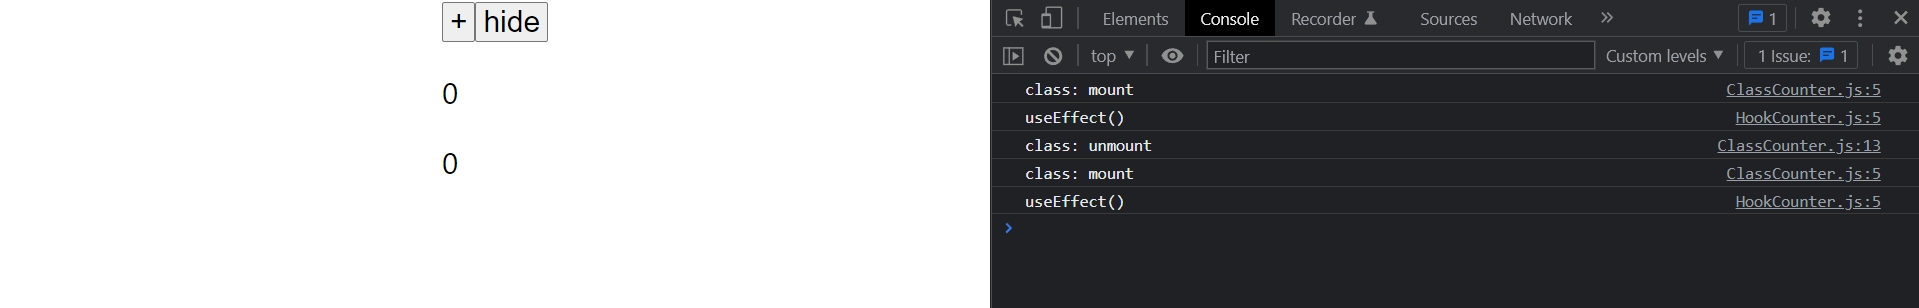 + hide
0
0
Elements Console Recorder Sources Network » 1
top ▼ Filter Custom levels ▼ 1 Issue: 1
class: mount ClassCounter.js:5
useEffect() HookCounter.js:5
class: unmount ClassCounter.js:13
class: mount ClassCounter.js:5
useEffect() HookCounter.js:5